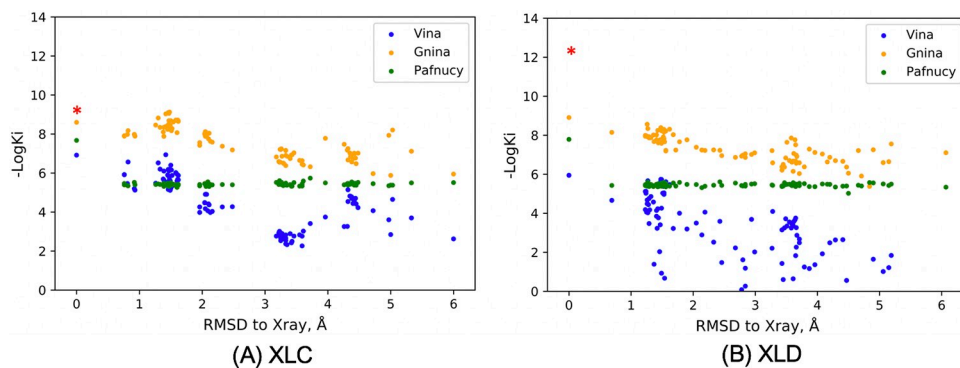 14
12
10
8
6
4
2
0
-LogKi
Vina
Gnina
Pafnucy
*
0 1 2 3 4 5 6
RMSD to Xray, Å
(A) XLC
14
12
10
8
6
4
2
0
-LogKi
Vina
Gnina
Pafnucy
*
0 1 2 3 4 5 6
RMSD to Xray, Å
(B) XLD